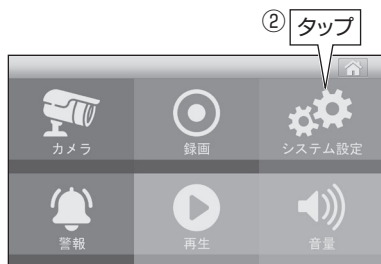 ② タップ
カメラ
録画
システム設定
警報
再生
音量